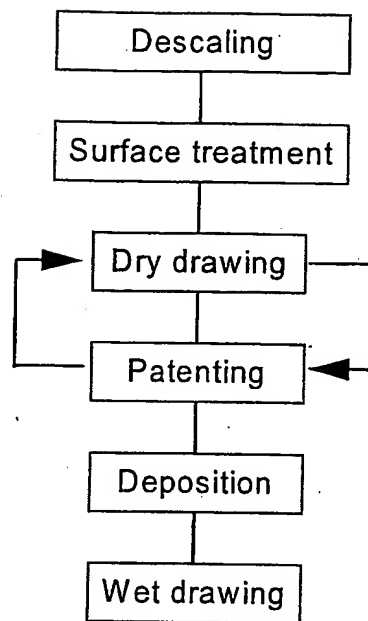 Descaling
Surface treatment
Dry drawing
Patenting
Deposition
Wet drawing